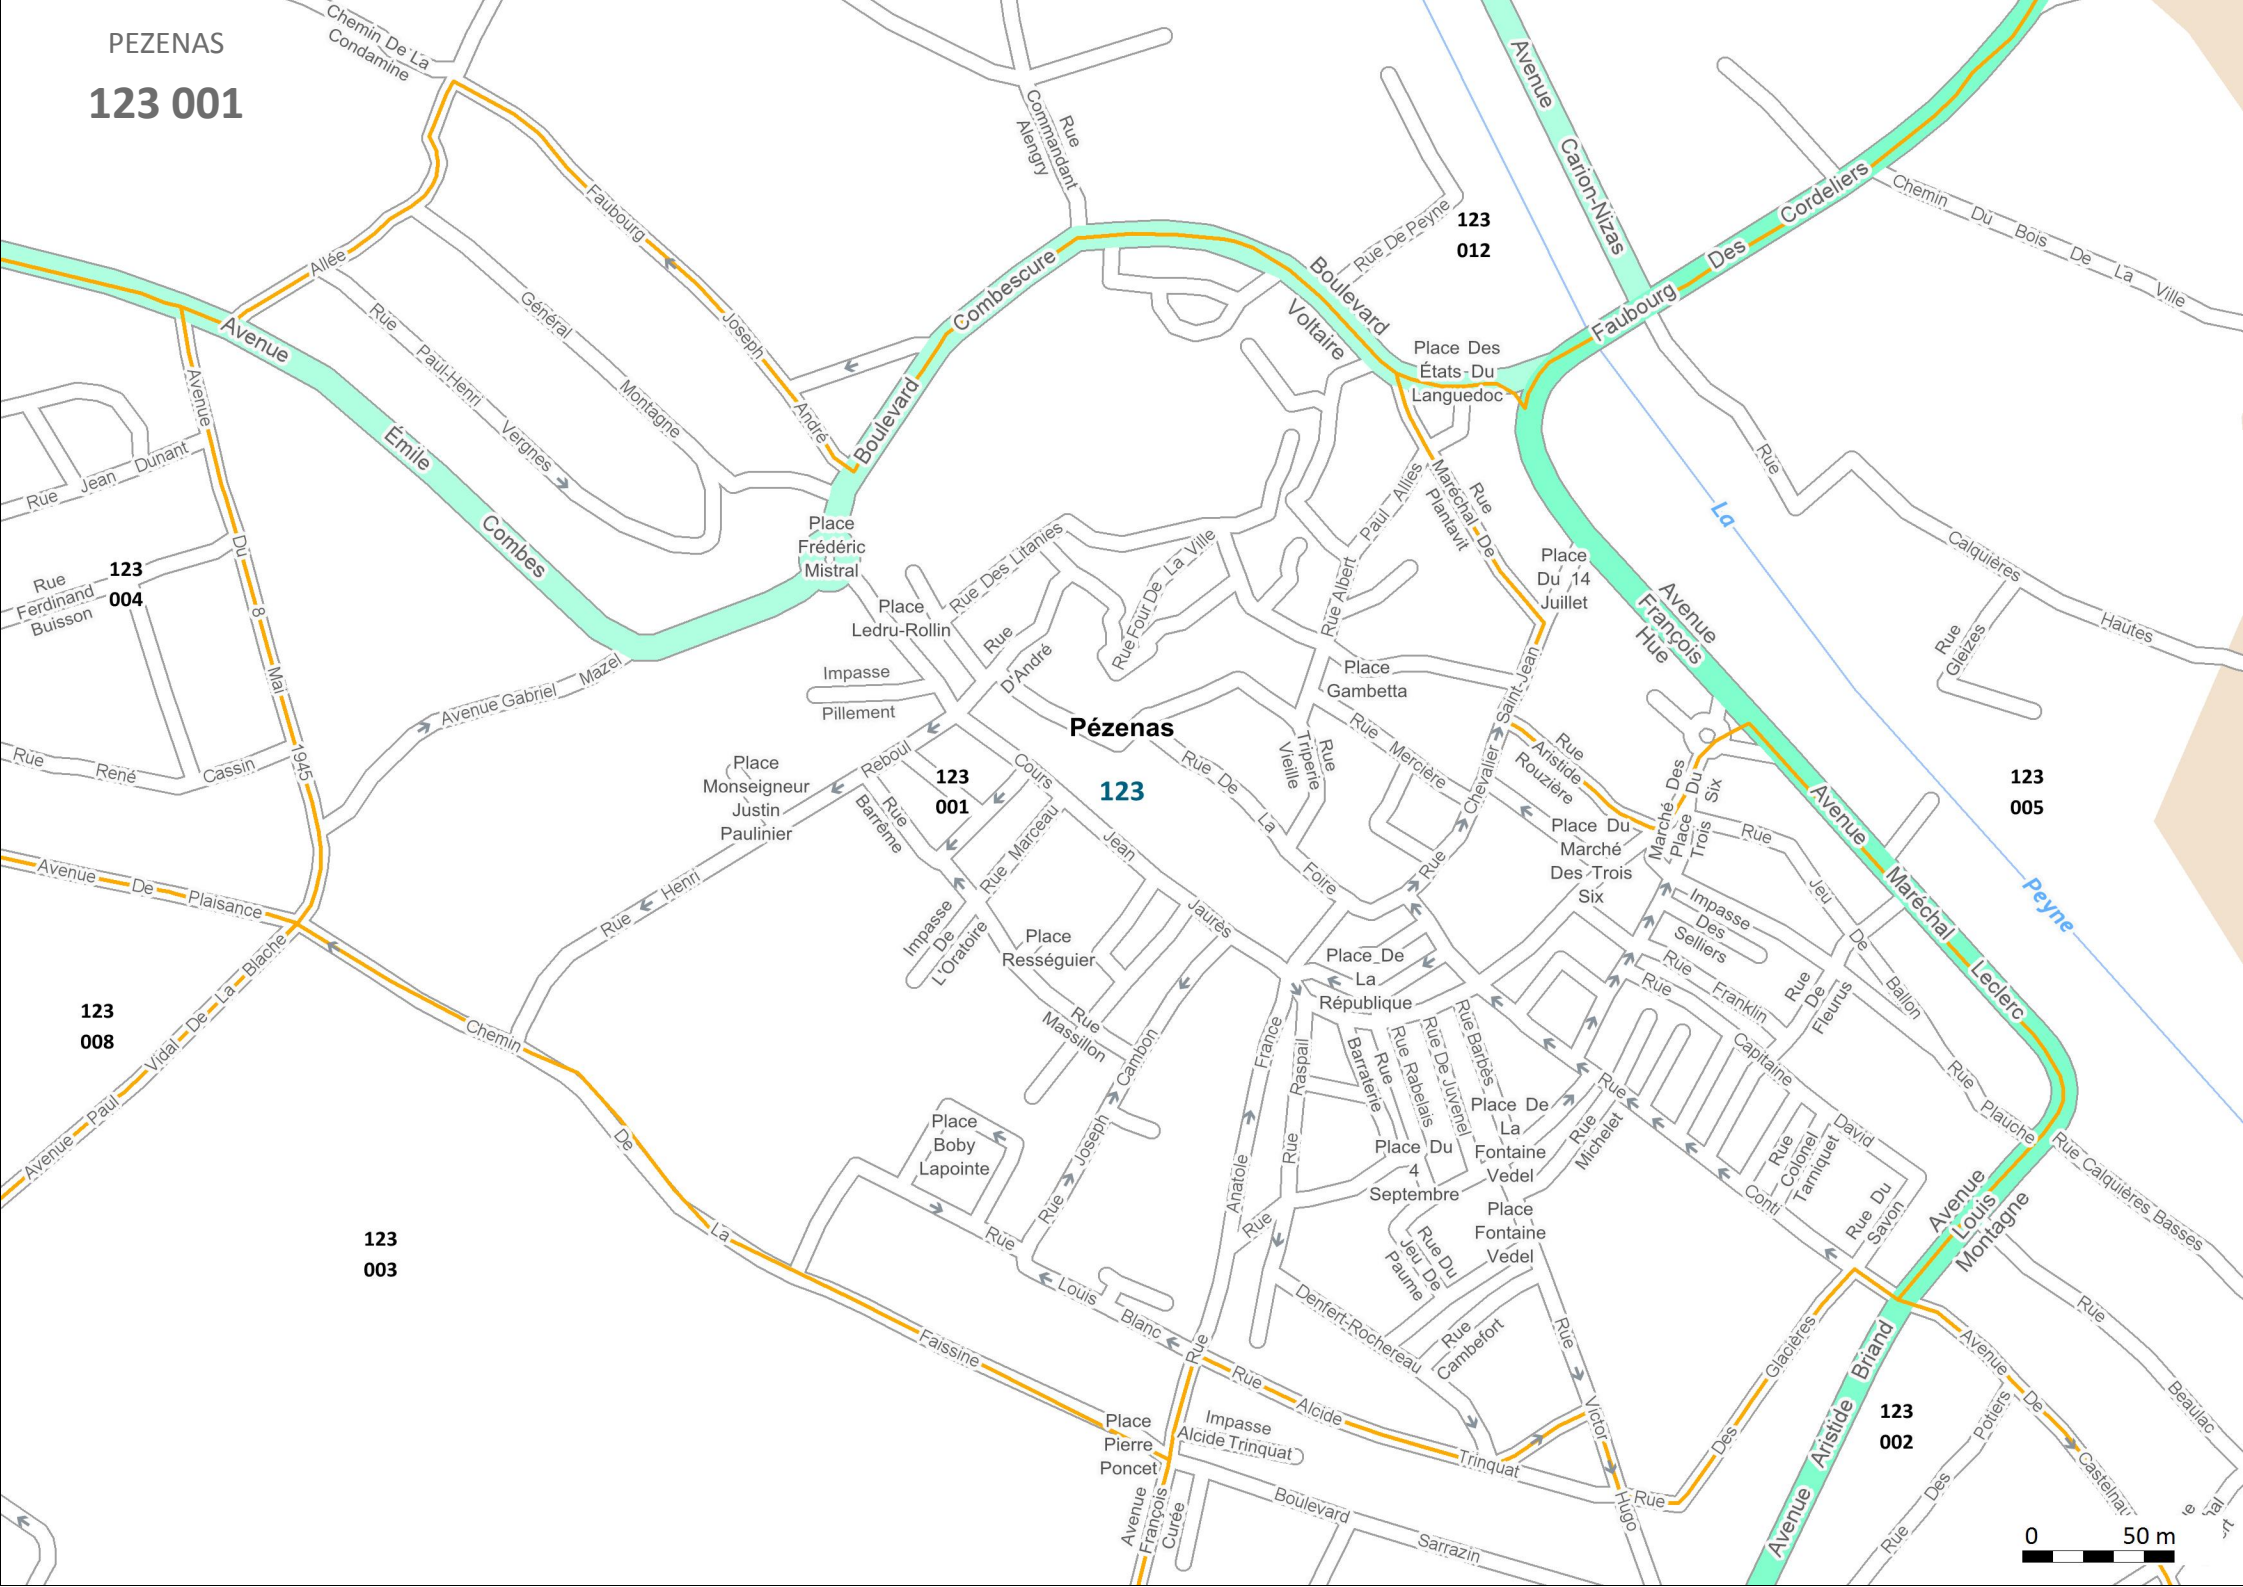 PEZENAS
123 001
Chemin De La
Condamine
Avenue Carion-Nizas
Rue
Commandant
Alengry
Faubourg Joseph André
Rue De Peyne
123
012
Faubourg Des Cordeliers
Chemin Du Bois De La Ville
Allée Général Montagne
Rue Paul-Henri Vergnes
Avenue Émile Combes
Boulevard Combescure
Boulevard
Voltaire
Place Des
États-Du
Languedoc
Avenue Du 8 Mai 1945
Rue Jean Dunant
Rue
Ferdinand
Buisson
123
004
Rue René Cassin
Avenue Gabriel Mazel
Place
Frédéric
Mistral
Place
Ledru-Rollin
Impasse
Pillement
Rue Des Litanies
Rue
D'André
Rue Four De La Ville
Rue Albert Paul Alliès
Rue
Maréchal De
Plantavit
Place
Du 14
Juillet
Avenue
François
Hue
La Peyne
Rue Calquières Hautes
Rue
Gleizes
Place
Gambetta
Rue Chevalier Saint-Jean
Rue Mercière
Rue
Triperie
Vieille
Pézenas
123
Rue De La Foire
Rue
Aristide
Rouzière
Marché Des
Place Du
Trois Six
Place Du
Marché
Des Trois
Six
Avenue Maréchal Leclerc
123
005
Place
Monseigneur
Justin
Paulinier
Rue Henri Reboul
Rue
Barrême
123
001
Cours Jean Jaurès
Rue Marceau
Impasse
De
L'Oratoire
Place
Rességuier
Rue
Massillon
Avenue De Plaisance
Avenue Paul Vidal De La Blache
123
008
Chemin De La Faissine
123
003
Place De
La
République
Rue Jeu De Ballon
Impasse
Des
Selliers
Rue Franklin
Rue
De
Fleurus
Rue Capitaine David
Rue Plauche
Rue Calquières Basses
Rue Joseph Cambon
Rue Anatole France
Rue Raspail
Rue
Barraterie
Rue Rabelais
Rue De Juvenel
Rue Barbès
Place De
La
Fontaine
Vedel
Rue
Michelet
Rue Conti
Rue
Colonel
Tarniquet
Rue Du
Savon
Avenue
Louis
Montagne
Place
Boby
Lapointe
Rue Louis Blanc
Place Du
4
Septembre
Place
Fontaine
Vedel
Rue Du
Jeu De
Paume
Rue Denfert-Rochereau
Rue
Cambefort
Rue Victor Hugo
Rue Alcide Trinquat
Rue Des Glacières
Place
Pierre
Poncet
Impasse
Alcide Trinquat
Avenue
François
Curée
Boulevard Sarrazin
Avenue Aristide Briand
123
002
Avenue De Castelnau
Rue Des Potiers
Rue Beaulac
0 50 m